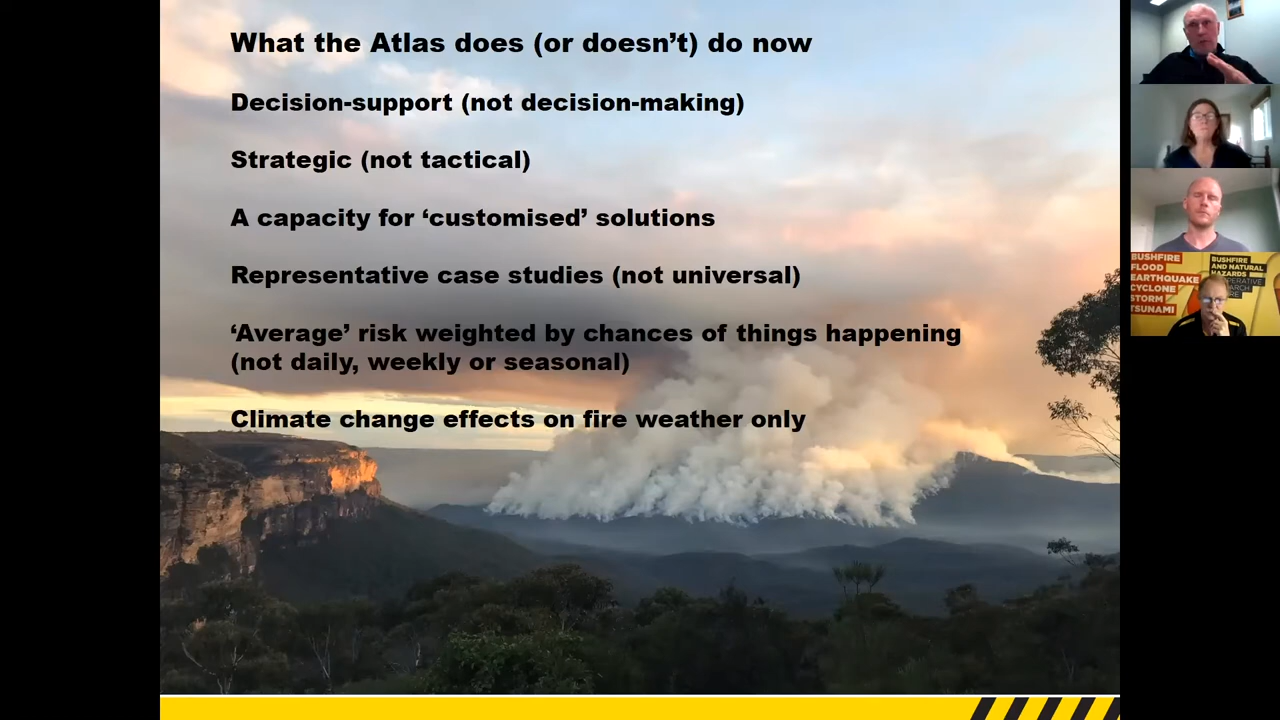 What the Atlas does (or doesn’t) do now
Decision-support (not decision-making)
Strategic (not tactical)
A capacity for ‘customised’ solutions
Representative case studies (not universal)
‘Average’ risk weighted by chances of things happening
(not daily, weekly or seasonal)
Climate change effects on fire weather only
BUSHFIRE
FLOOD
EARTHQUAKE
CYCLONE
STORM
TSUNAMI
BUSHFIRE
AND NATURAL
HAZARDS